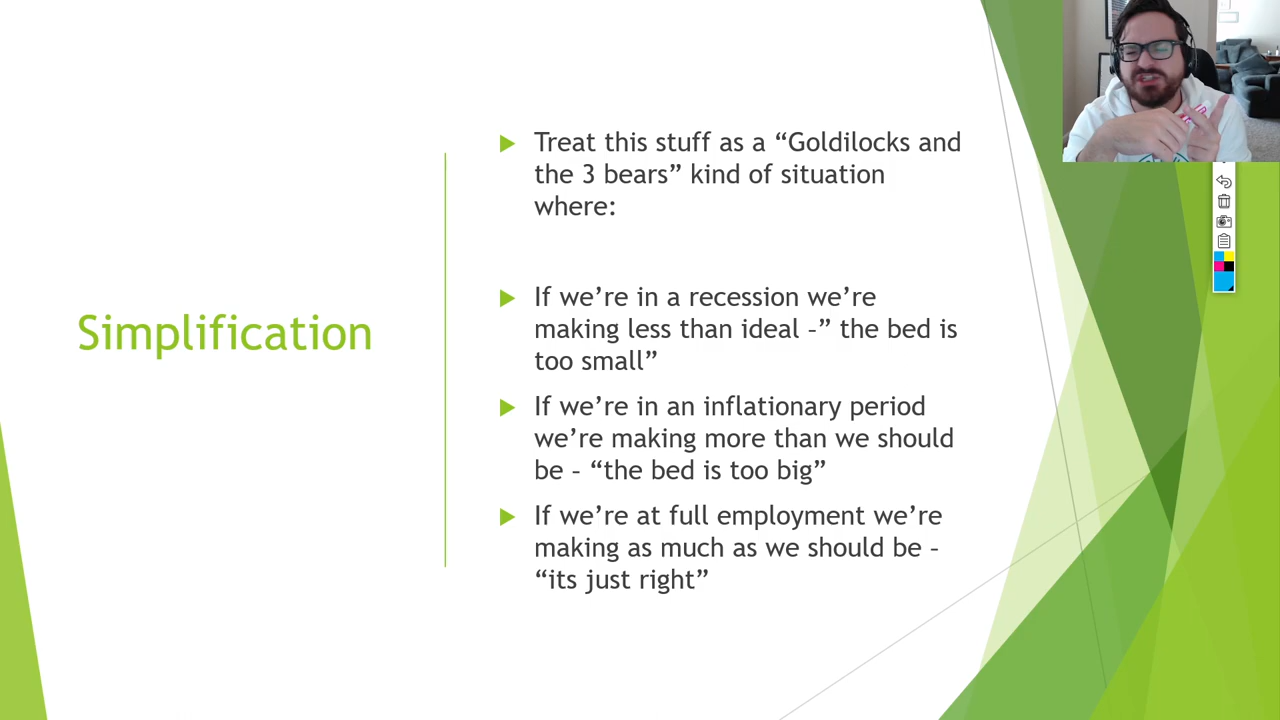 Simplification
Treat this stuff as a “Goldilocks and
the 3 bears” kind of situation
where:
If we’re in a recession we’re
making less than ideal –” the bed is
too small”
If we’re in an inflationary period
we’re making more than we should
be – “the bed is too big”
If we’re at full employment we’re
making as much as we should be –
“its just right”